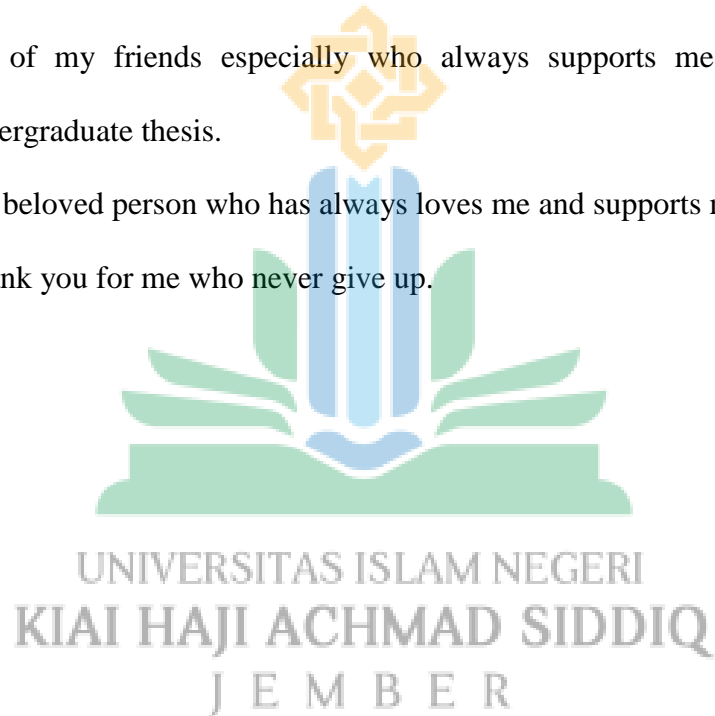 of my friends especially who always supports me
ergraduate thesis.
beloved person who has always loves me and supports
nk you for me who never give up.
UNIVERSITAS ISLAM NEGERI
KIAI HAJI ACHMAD SIDDIQ
JEMBER